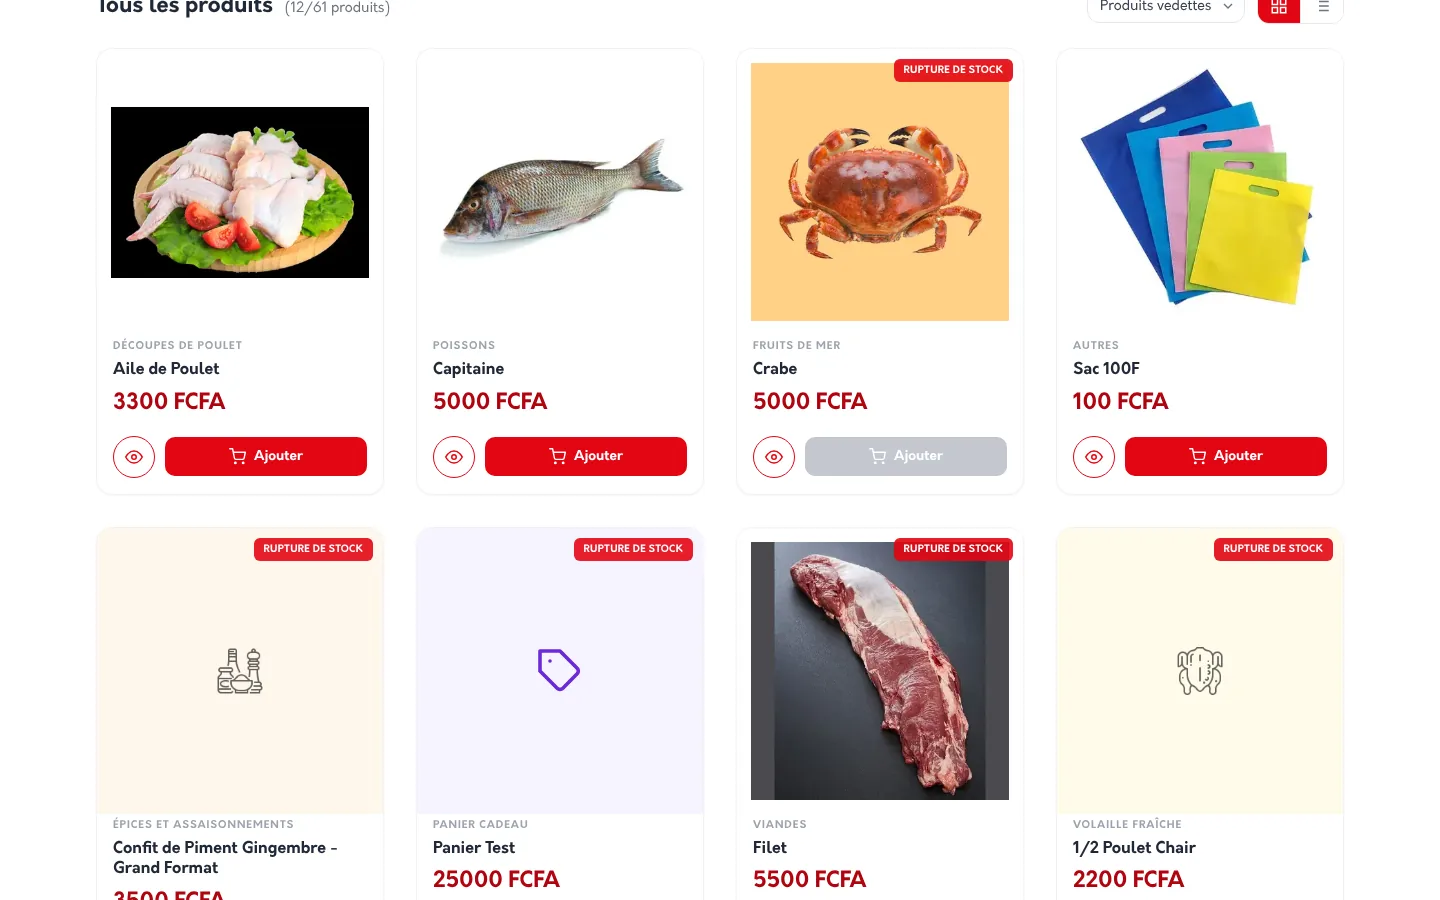 Tous les produits (12/61 produits)
Produits vedettes
RUPTURE DE STOCK
DÉCOUPES DE POULET
Aile de Poulet
3300 FCFA
Ajouter
POISSONS
Capitaine
5000 FCFA
Ajouter
FRUITS DE MER
Crabe
5000 FCFA
Ajouter
AUTRES
Sac 100F
100 FCFA
Ajouter
RUPTURE DE STOCK
ÉPICES ET ASSAISONNEMENTS
Confit de Piment Gingembre -
Grand Format
3500 FCFA
RUPTURE DE STOCK
PANIER CADEAU
Panier Test
25000 FCFA
RUPTURE DE STOCK
VIANDES
Filet
5500 FCFA
RUPTURE DE STOCK
VOLAILLE FRAÎCHE
1/2 Poulet Chair
2200 FCFA